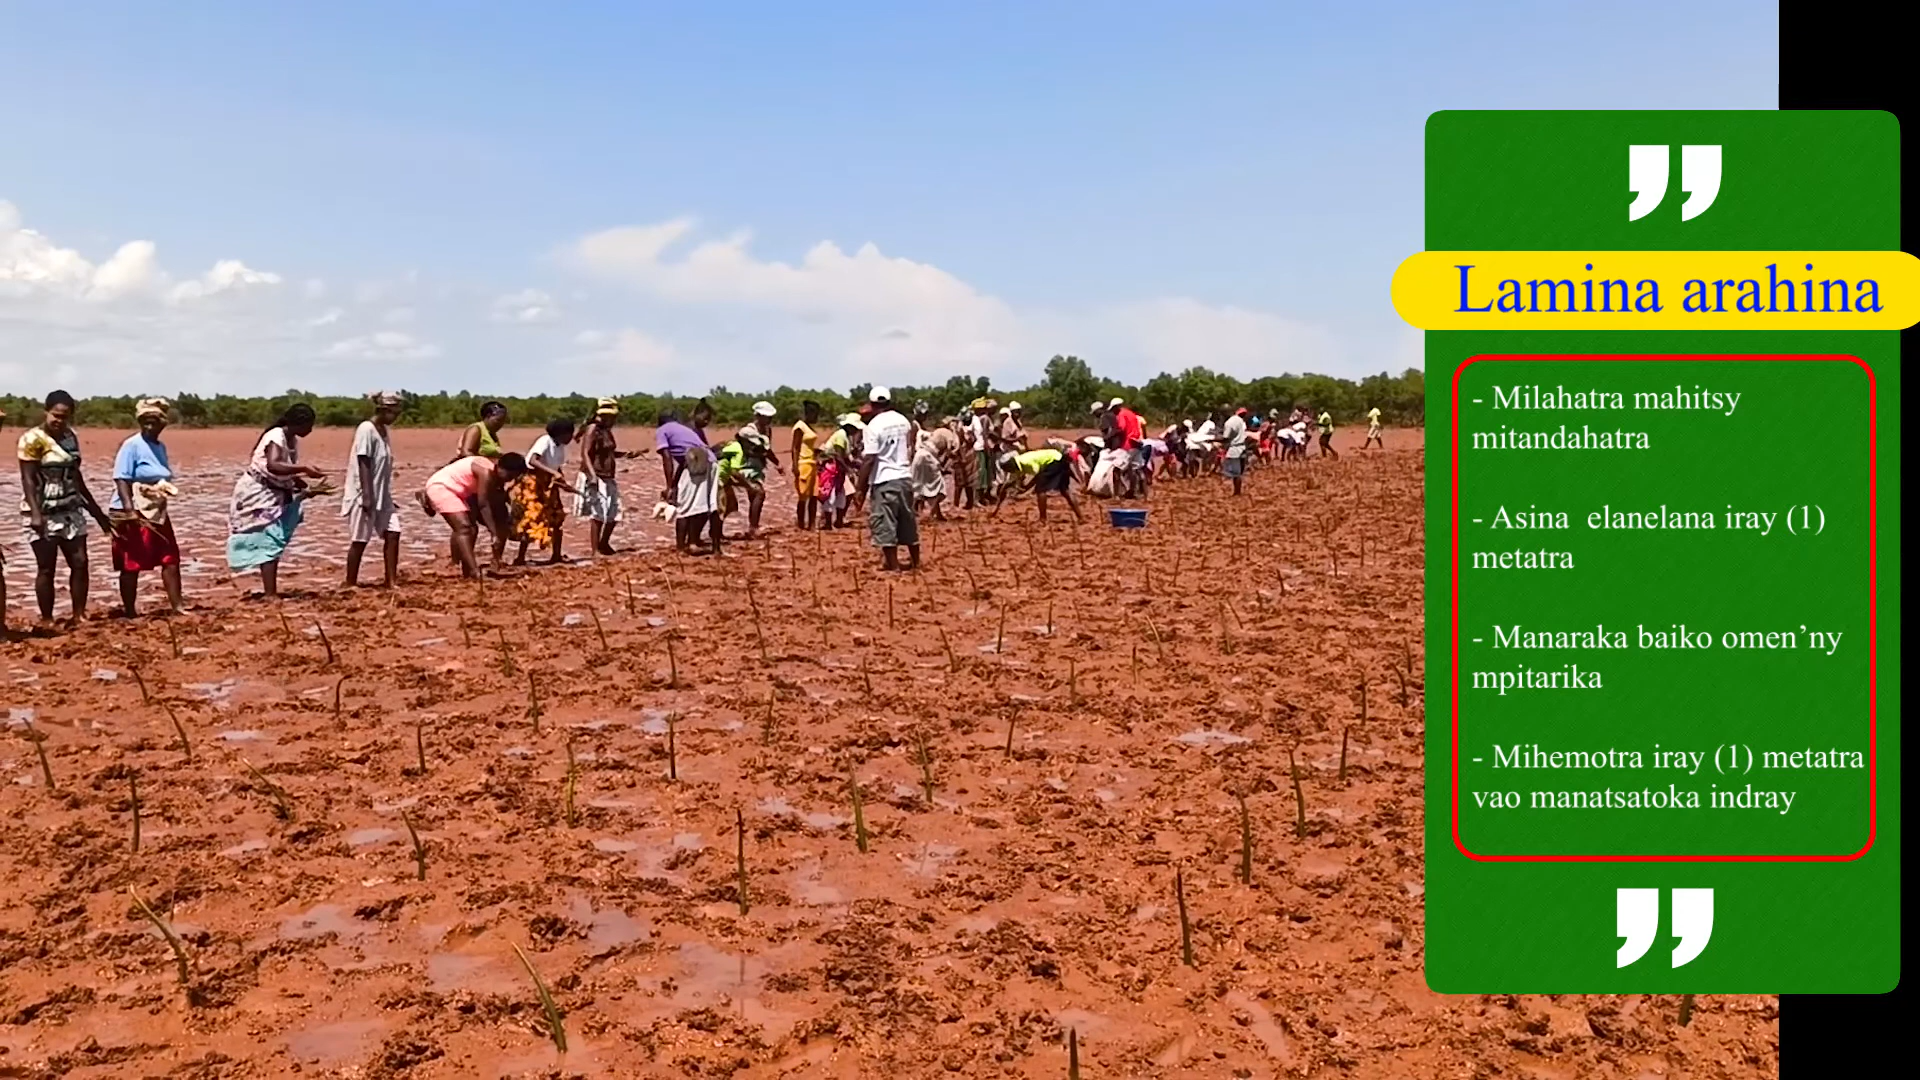 Lamina arahina
- Milahatra mahitsy
mitandahatra
- Asina  elanelana iray (1)
metatra
- Manaraka baiko omen’ny
mpitarika
- Mihemotra iray (1) metatra
vao manatsatoka indray